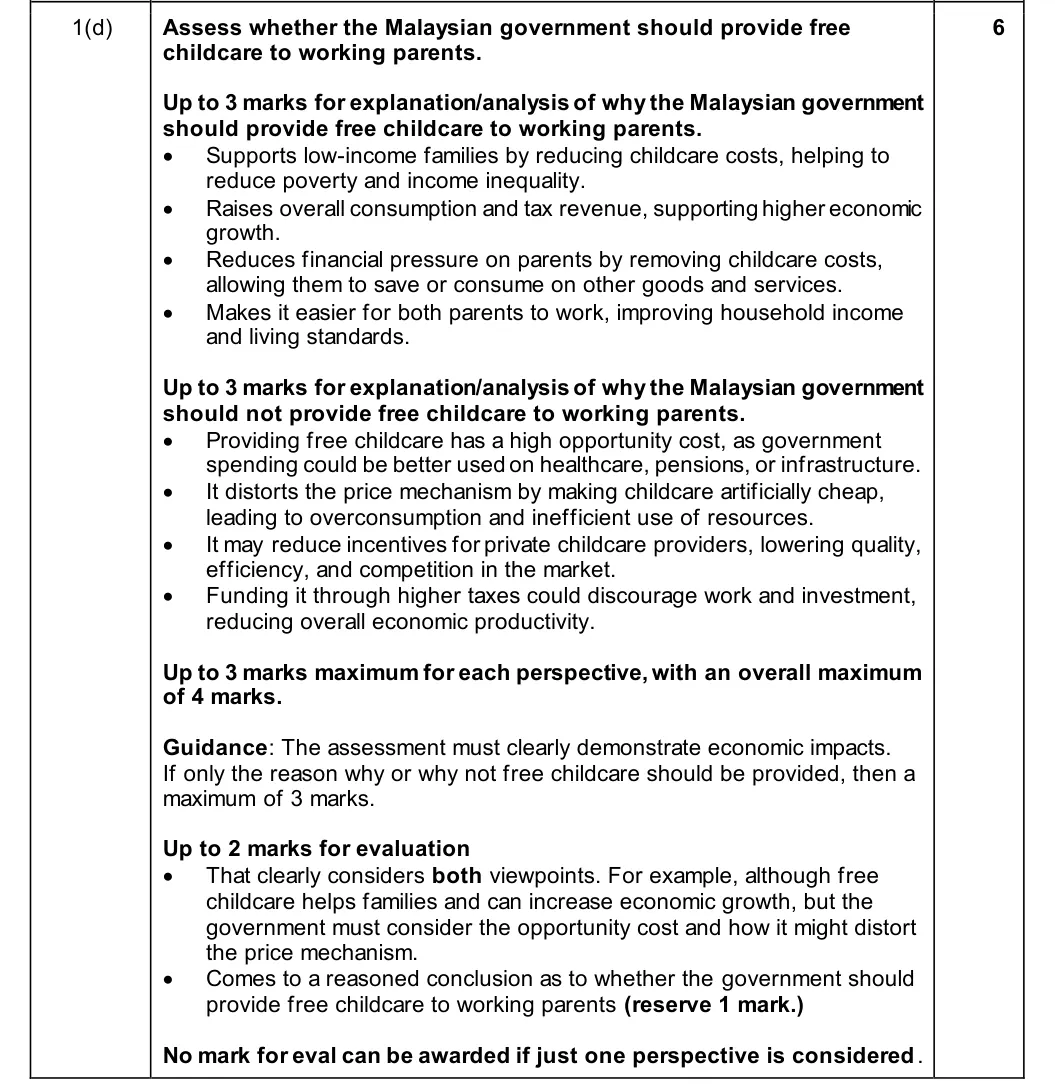 1(d) Assess whether the Malaysian government should provide free 6
childcare to working parents.
Up to 3 marks for explanation/analysis of why the Malaysian government
should provide free childcare to working parents.
• Supports low-income families by reducing childcare costs, helping to
reduce poverty and income inequality.
• Raises overall consumption and tax revenue, supporting higher economic
growth.
• Reduces financial pressure on parents by removing childcare costs,
allowing them to save or consume on other goods and services.
• Makes it easier for both parents to work, improving household income
and living standards.
Up to 3 marks for explanation/analysis of why the Malaysian government
should not provide free childcare to working parents.
• Providing free childcare has a high opportunity cost, as government
spending could be better used on healthcare, pensions, or infrastructure.
• It distorts the price mechanism by making childcare artificially cheap,
leading to overconsumption and inefficient use of resources.
• It may reduce incentives for private childcare providers, lowering quality,
efficiency, and competition in the market.
• Funding it through higher taxes could discourage work and investment,
reducing overall economic productivity.
Up to 3 marks maximum for each perspective, with an overall maximum
of 4 marks.
Guidance: The assessment must clearly demonstrate economic impacts.
If only the reason why or why not free childcare should be provided, then a
maximum of 3 marks.
Up to 2 marks for evaluation
• That clearly considers both viewpoints. For example, although free
childcare helps families and can increase economic growth, but the
government must consider the opportunity cost and how it might distort
the price mechanism.
• Comes to a reasoned conclusion as to whether the government should
provide free childcare to working parents (reserve 1 mark.)
No mark for eval can be awarded if just one perspective is considered.